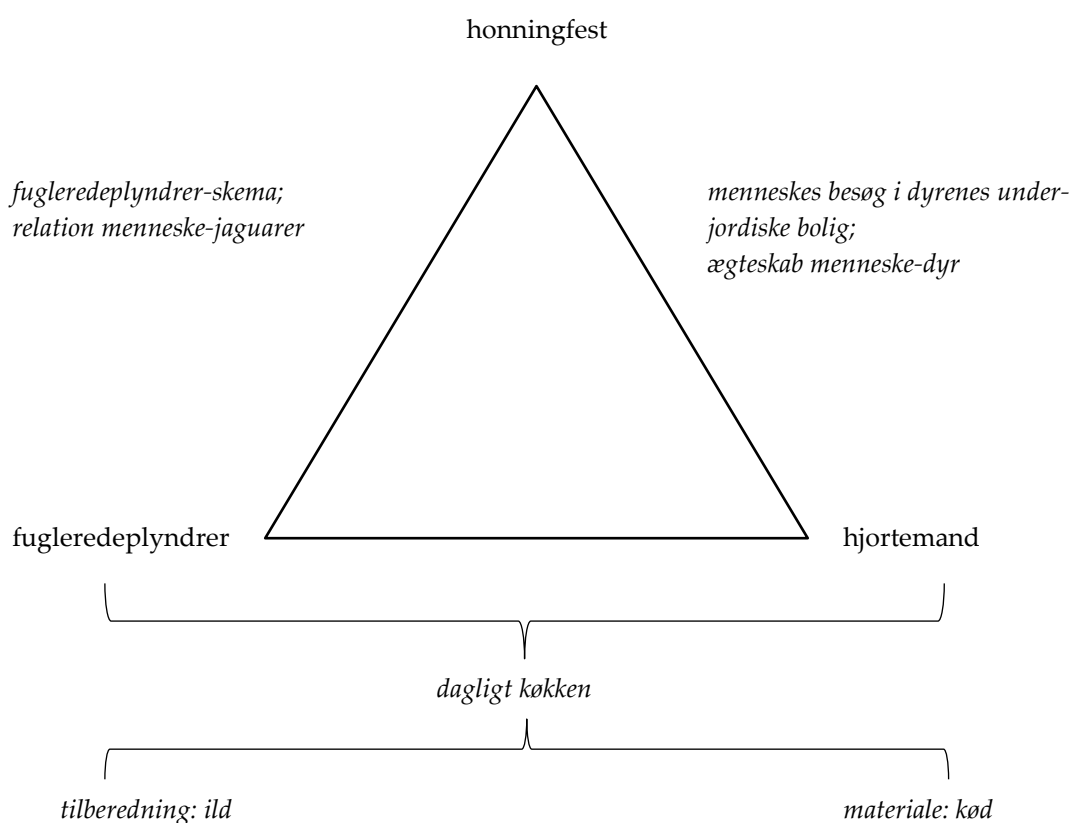 honningfest
fugleredeplyndrer-skema;
relation menneske-jaguarer
menneskes besøg i dyrenes under-
jordiske bolig;
ægteskab menneske-dyr
fugleredeplyndrer
hjortemand
dagligt køkken
tilberedning: ild
materiale: kød